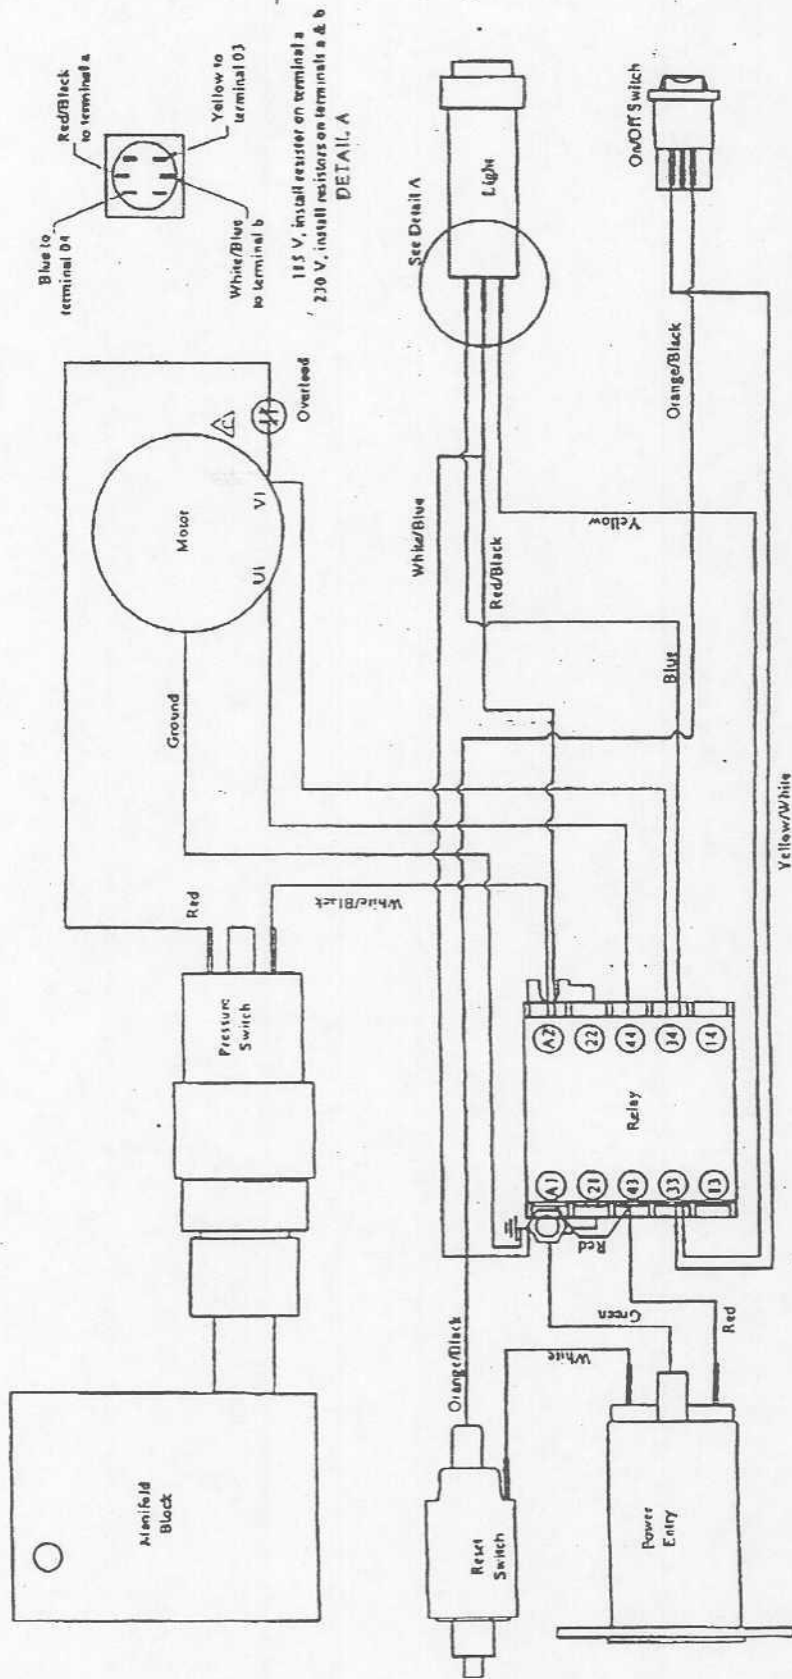 Manifold
Block
Pressure
Switch
Red
White/Black
Ground
Motor
U1
V1
Overload
Blue to
terminal 04
Red/Black
to terminal a
White/Blue
to terminal b
Yellow to
terminal 03
115 V, install resistor on terminal a
230 V, install resistors on terminals a & b
DETAIL A
Reset
Switch
Orange/Black
White
White/Blue
Red/Black
Yellow
Blue
See Detail A
Light
Orange/Black
On/Off Switch
Power
Entry
Green
Red
Red
Relay
A1
21
43
33
13
A2
22
44
34
14
Yellow/White